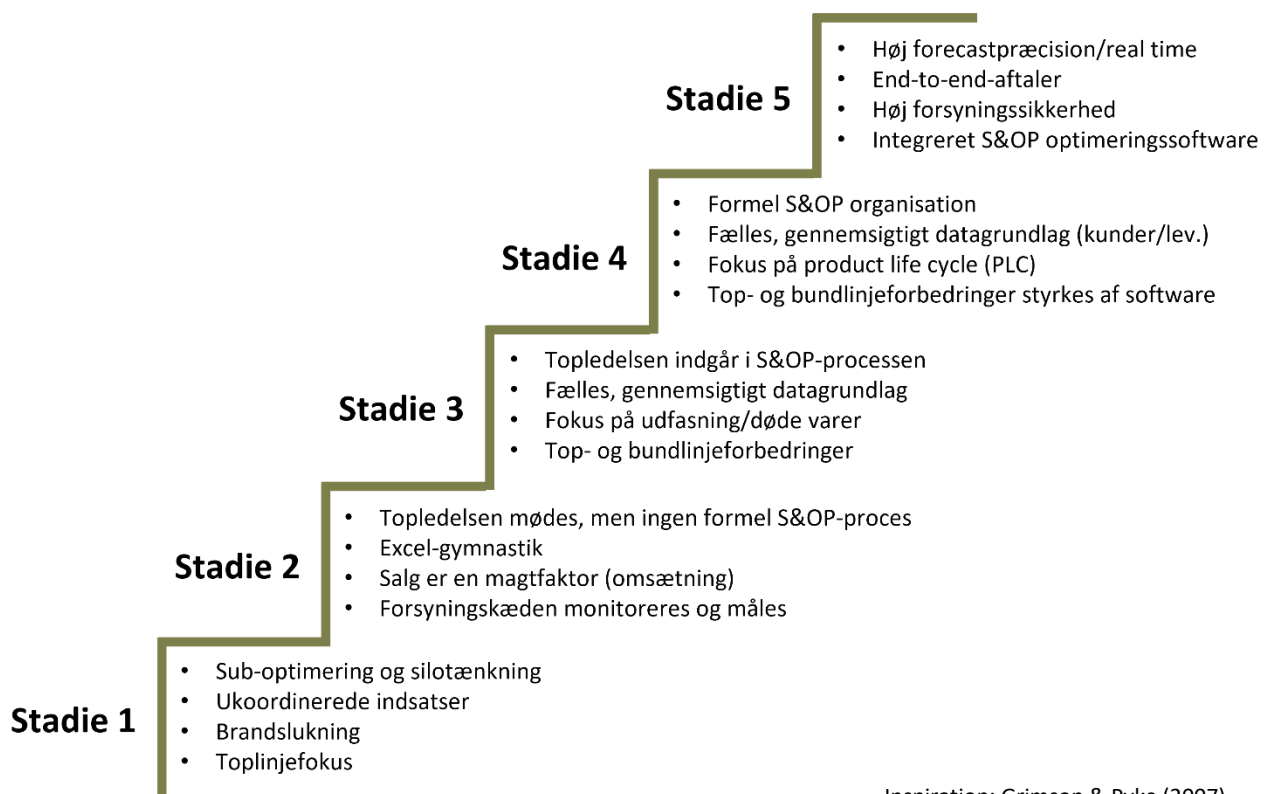 Stadie 5
• Høj forecastpræcision/real time
• End-to-end-aftaler
• Høj forsyningssikkerhed
• Integreret S&OP optimeringssoftware
Stadie 4
• Formel S&OP organisation
• Fælles, gennemsigtigt datagrundlag (kunder/lev.)
• Fokus på product life cycle (PLC)
• Top- og bundlinjeforbedringer styrkes af software
Stadie 3
• Topledelsen indgår i S&OP-processen
• Fælles, gennemsigtigt datagrundlag
• Fokus på udfasning/døde varer
• Top- og bundlinjeforbedringer
Stadie 2
• Topledelsen mødes, men ingen formel S&OP-proces
• Excel-gymnastik
• Salg er en magtfaktor (omsætning)
• Forsyningskæden monitoreres og måles
Stadie 1
• Sub-optimering og silotænkning
• Ukoordinerede indsatser
• Brandslukning
• Toplinjefokus
Inspiration: Grimson & Pyke (2007)